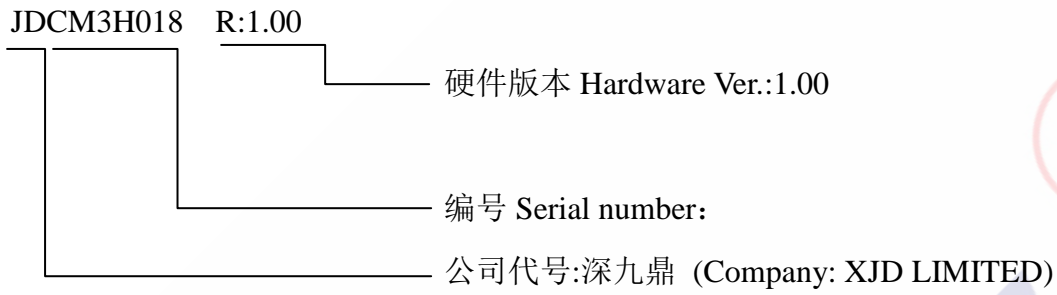 JDCM3H018 R:1.00
硬件版本 Hardware Ver.:1.00
编号 Serial number：
公司代号:深九鼎 (Company: XJD LIMITED)